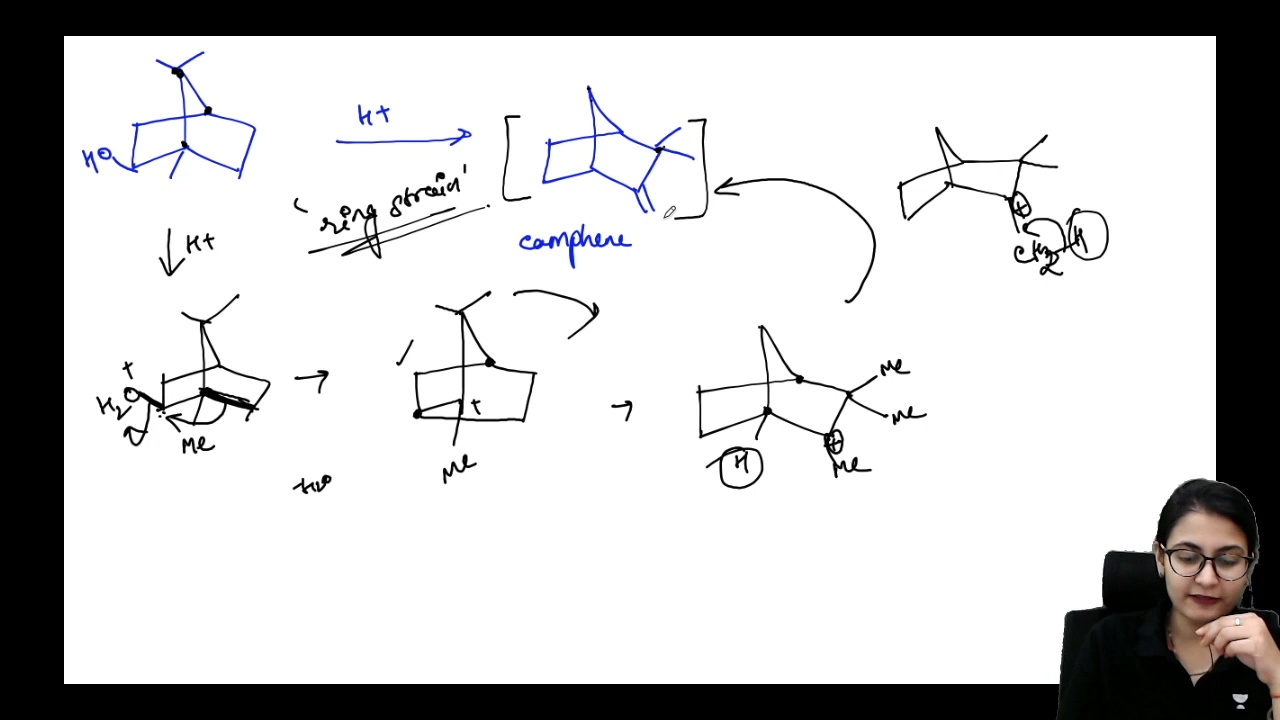 HO
H+
'ring strain'
camphene
H+
+
H2O
Me
+
Me
Me
Me
+
H
Me
+
CH2
H